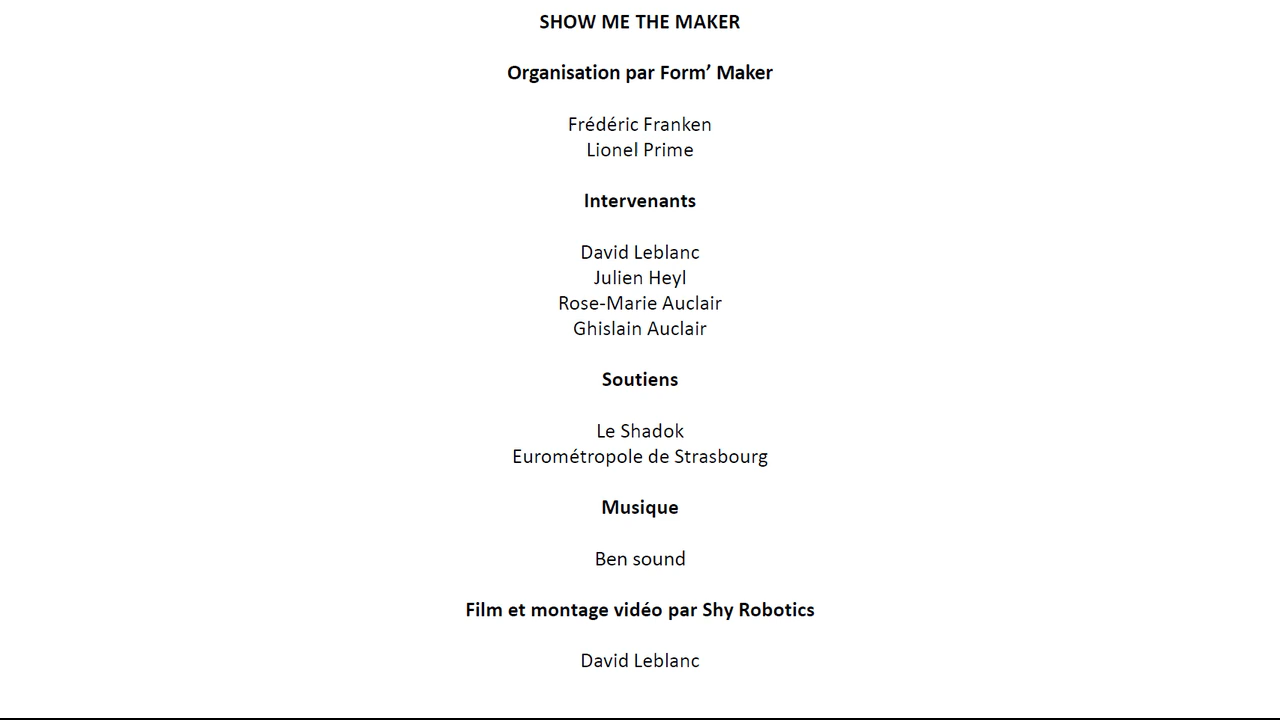 SHOW ME THE MAKER
Organisation par Form’ Maker
Frédéric Franken
Lionel Prime
Intervenants
David Leblanc
Julien Heyl
Rose-Marie Auclair
Ghislain Auclair
Soutiens
Le Shadok
Eurométropole de Strasbourg
Musique
Ben sound
Film et montage vidéo par Shy Robotics
David Leblanc